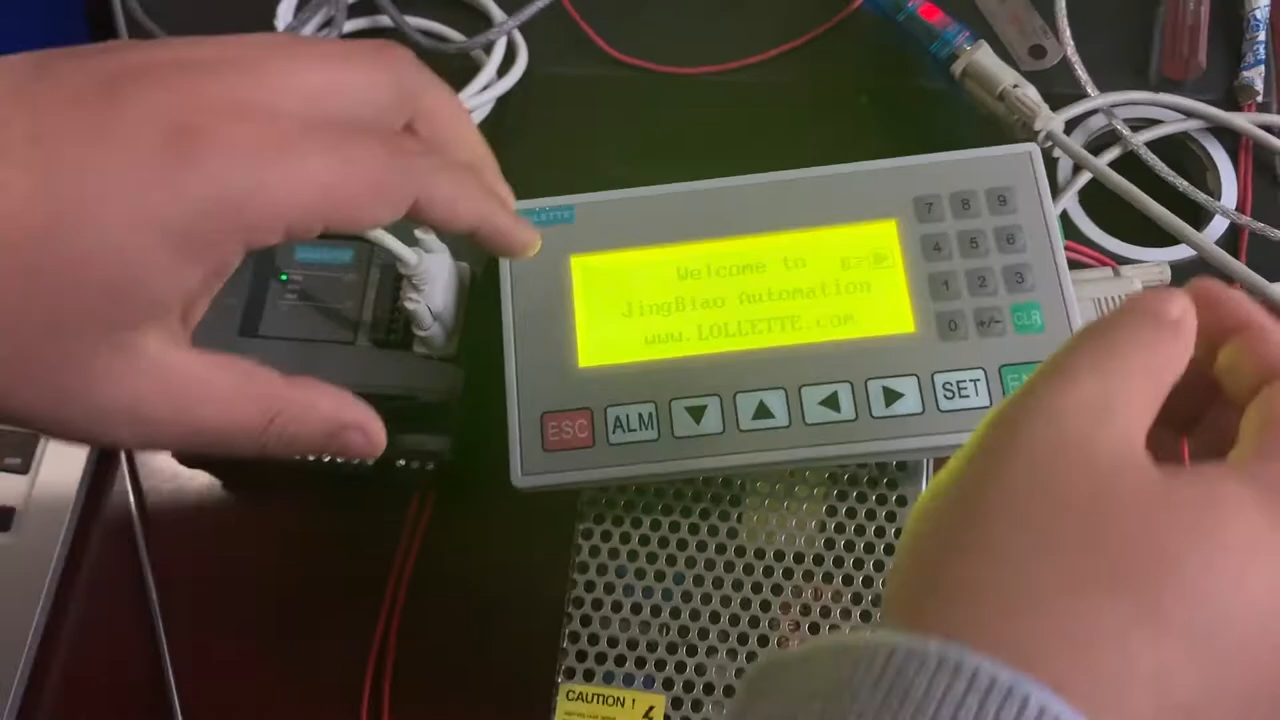 Welcome to
JingBiao Automation
www.LOLLETTE.com
7 8 9
4 5 6
1 2 3
0 +/- CLR
ESC ALM SET
CAUTION !